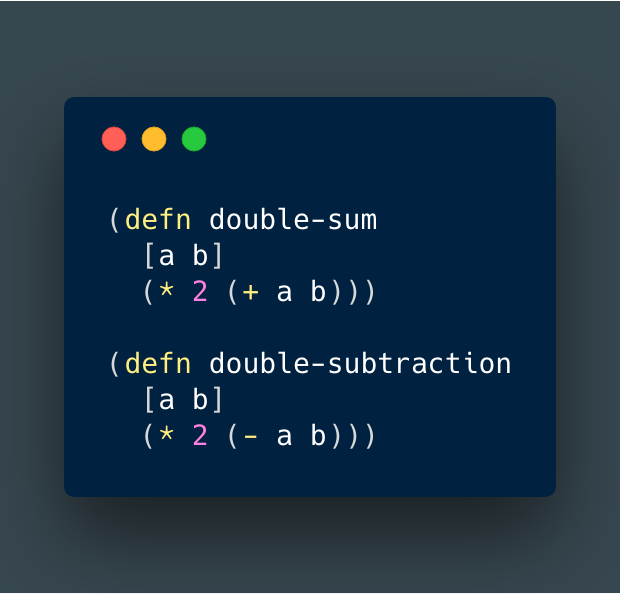 (defn double-sum
  [a b]
  (* 2 (+ a b)))

(defn double-subtraction
  [a b]
  (* 2 (- a b)))